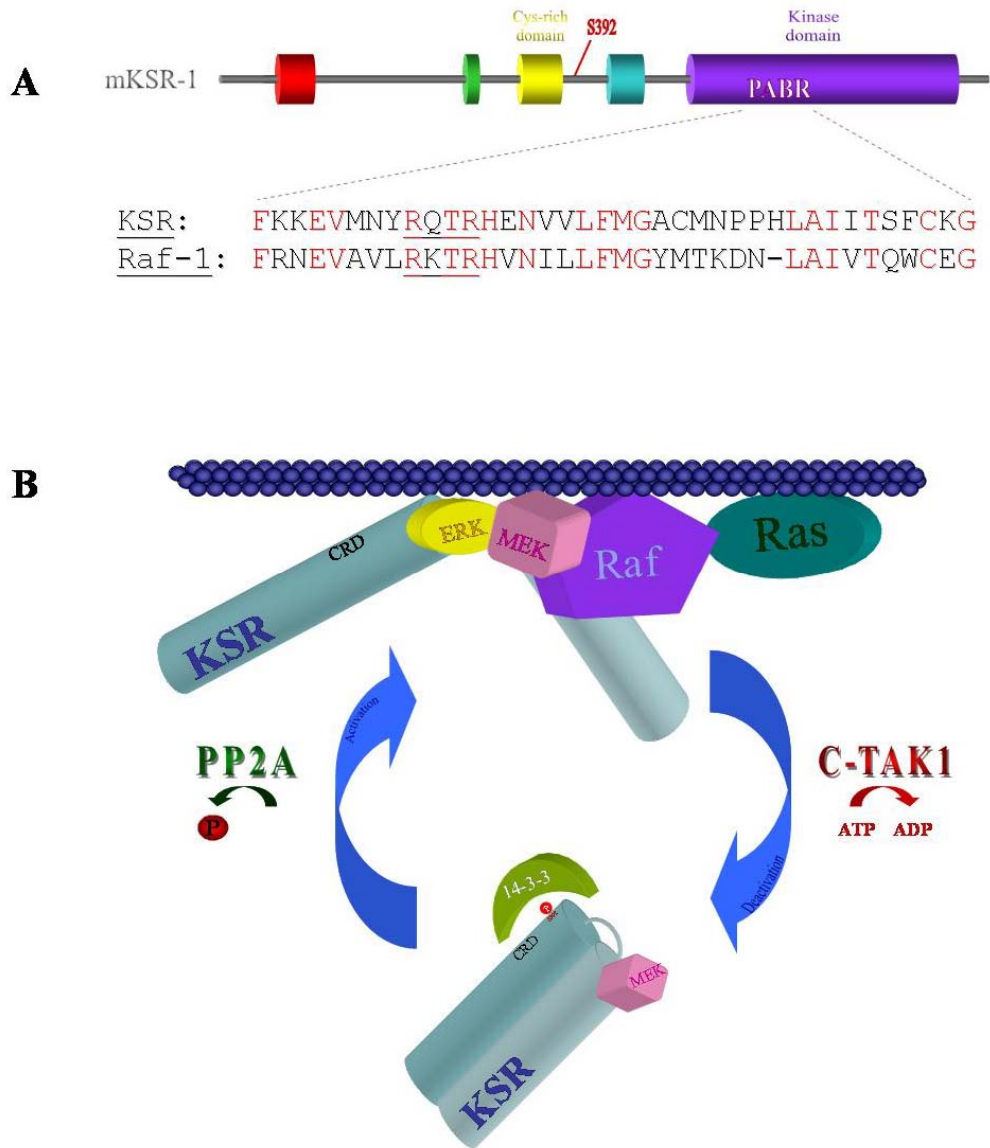 Cys-rich
domain
S392
Kinase
domain
A
mKSR-1
PABR
KSR: FKKEVMNYRQTRHENVVLFMGACMNPPHLAIITSFCKG
Raf-1: FRNEVAVLRKTRHVNILLFMGYMTKDN-LAIVTQWCEG
B
CRD
ERK
MEK
Raf
Ras
KSR
Activation
PP2A
P
C-TAK1
ATP ADP
Deactivation
14-3-3
P
CRD
MEK
KSR